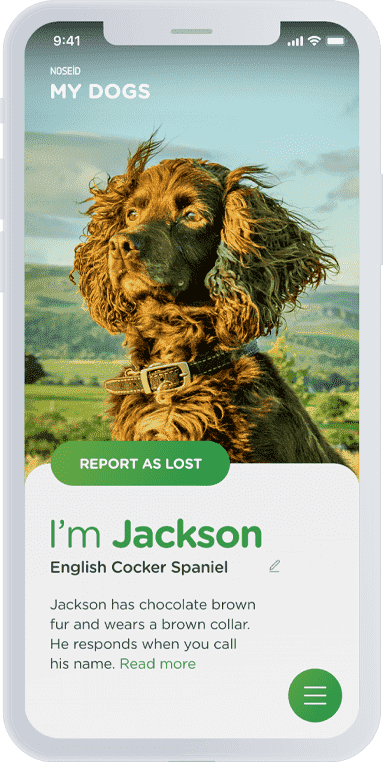 9:41
NOSEiD
MY DOGS
REPORT AS LOST
I'm Jackson
English Cocker Spaniel
Jackson has chocolate brown
fur and wears a brown collar.
He responds when you call
his name. Read more